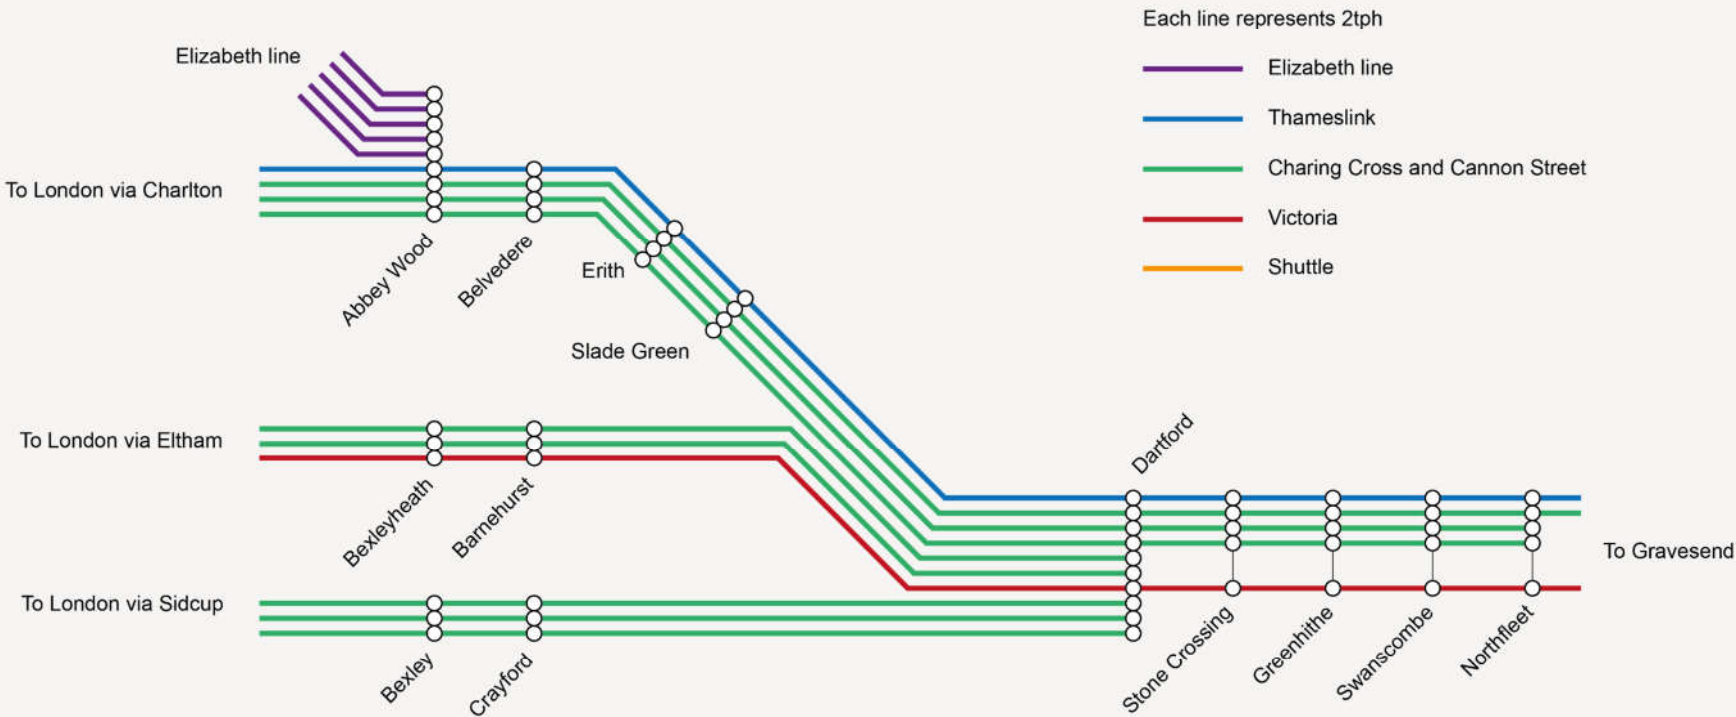 Each line represents 2tph
Elizabeth line
Elizabeth line
Thameslink
Charing Cross and Cannon Street
To London via Charlton
Victoria
Abbey Wood
Belvedere
Erith
Shuttle
Slade Green
Dartford
To London via Eltham
Bexleyheath
Barnehurst
To Gravesend
To London via Sidcup
Bexley
Crayford
Stone Crossing
Greenhithe
Swanscombe
Northfleet